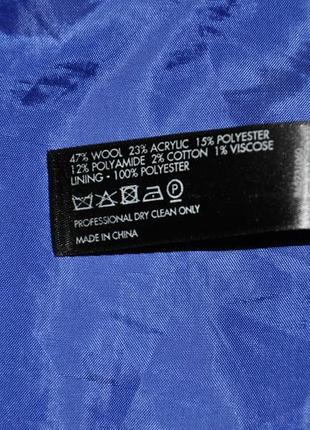 47% WOOL 23% ACRYLIC 15% POLYESTER
12% POLYAMIDE 2% COTTON 1% VISCOSE
LINING - 100% POLYESTER
P
PROFESSIONAL DRY CLEAN ONLY
MADE IN CHINA